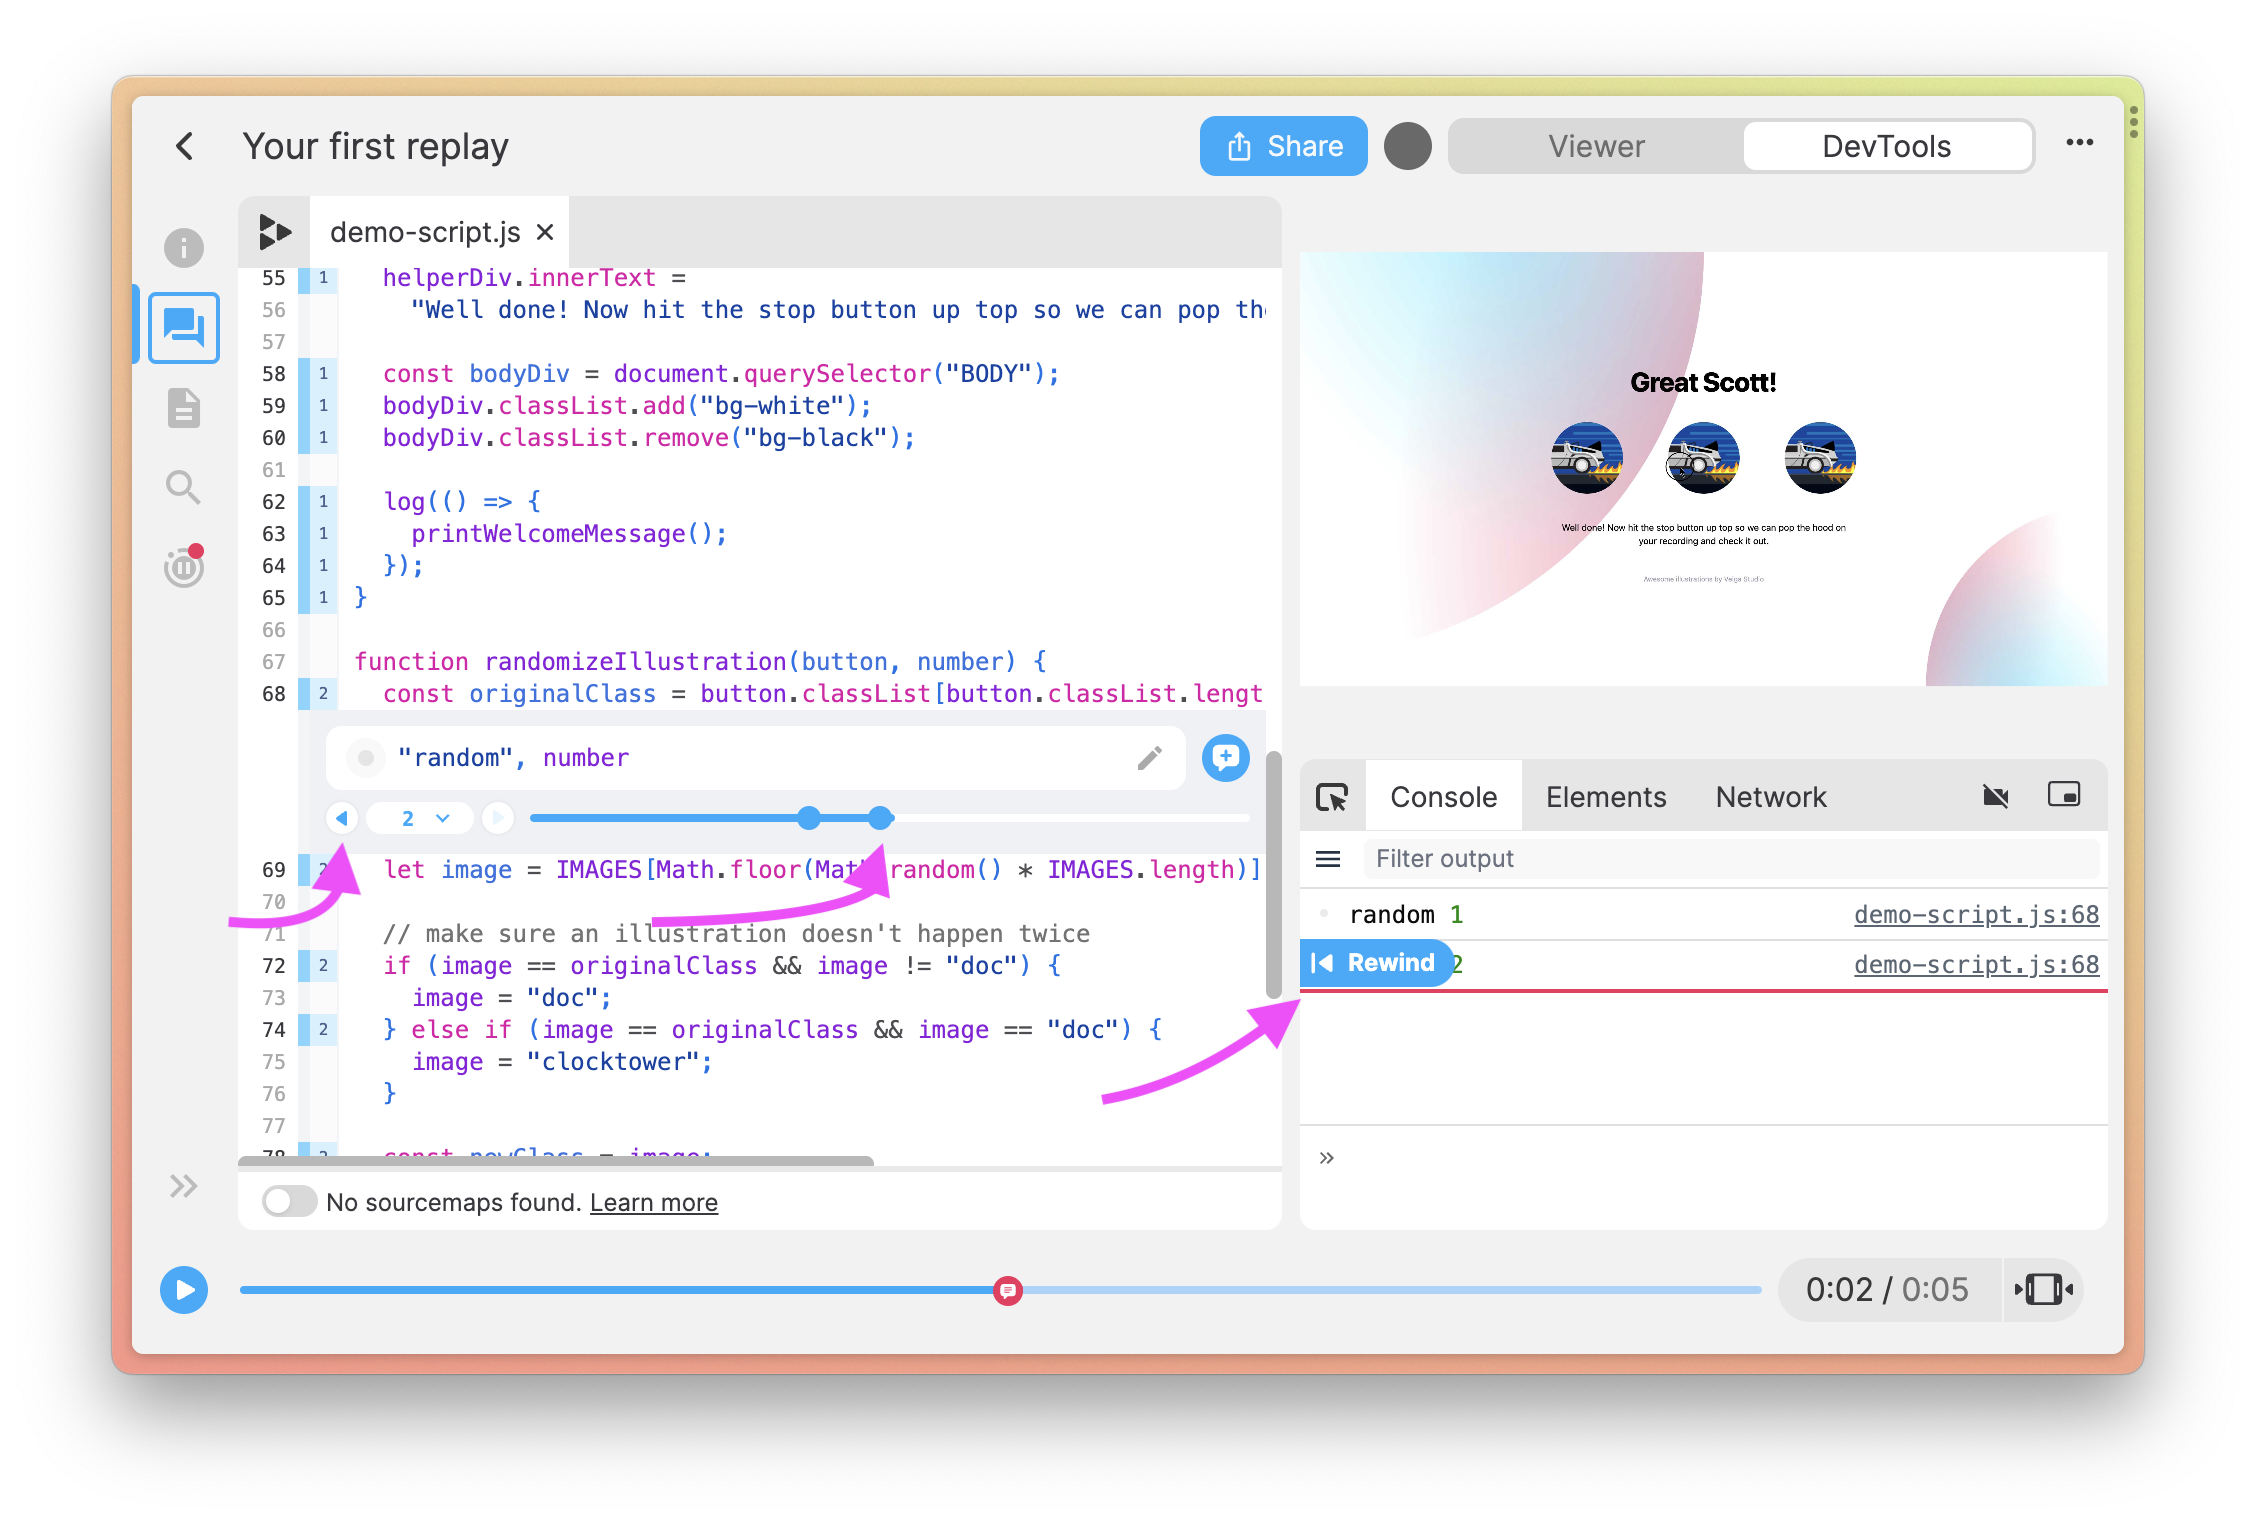 Your first replay
Share
Viewer
DevTools
demo-script.js
55 1 helperDiv.innerText =
56 "Well done! Now hit the stop button up top so we can pop th
57
58 1 const bodyDiv = document.querySelector("BODY");
59 1 bodyDiv.classList.add("bg-white");
60 1 bodyDiv.classList.remove("bg-black");
61
62 1 log(() => {
63 1 printWelcomeMessage();
64 1 });
65 1 }
66
67 function randomizeIllustration(button, number) {
68 2 const originalClass = button.classList[button.classList.lengt
"random", number
2
69 2 let image = IMAGES[Math.floor(Mat random() * IMAGES.length)]
70
71 // make sure an illustration doesn't happen twice
72 2 if (image == originalClass && image != "doc") {
73 image = "doc";
74 2 } else if (image == originalClass && image == "doc") {
75 image = "clocktower";
76 }
77
78 2 const newClass = image;
No sourcemaps found. Learn more
Great Scott!
Well done! Now hit the stop button up top so we can pop the hood on
your recording and check it out.
Awesome illustrations by Veiga Studio
Console
Elements
Network
Filter output
random 1 demo-script.js:68
Rewind 2 demo-script.js:68
»
0:02 / 0:05